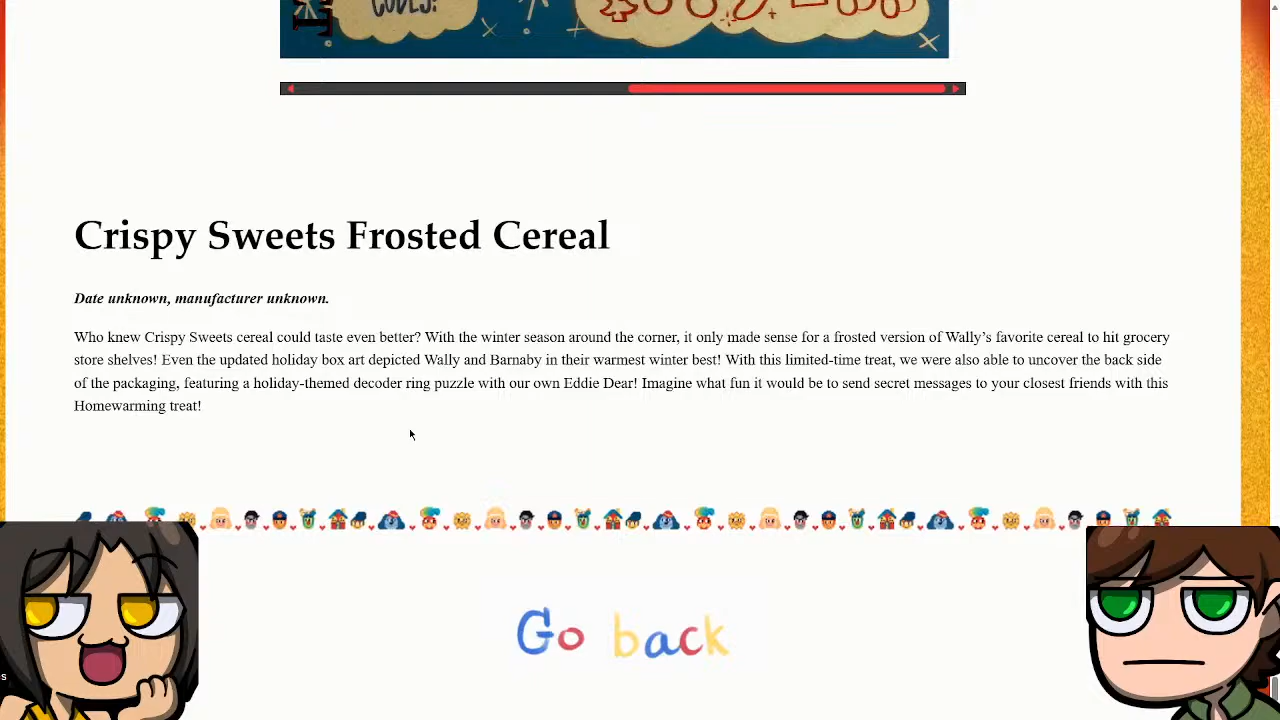 CODES!
Crispy Sweets Frosted Cereal
Date unknown, manufacturer unknown.
Who knew Crispy Sweets cereal could taste even better? With the winter season around the corner, it only made sense for a frosted version of Wally’s favorite cereal to hit grocery
store shelves! Even the updated holiday box art depicted Wally and Barnaby in their warmest winter best! With this limited-time treat, we were also able to uncover the back side
of the packaging, featuring a holiday-themed decoder ring puzzle with our own Eddie Dear! Imagine what fun it would be to send secret messages to your closest friends with this
Homewarming treat!
Go back